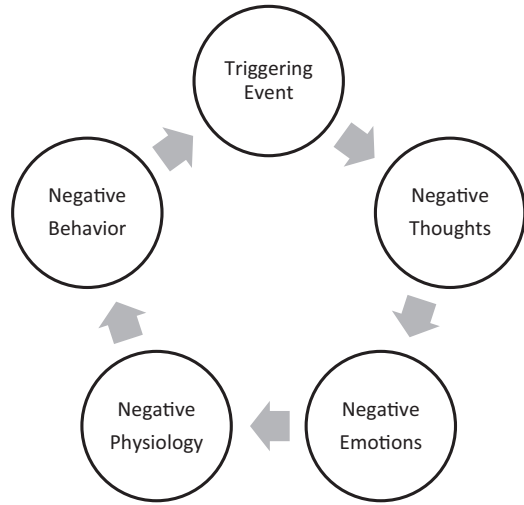 Triggering
Event
Negative
Thoughts
Negative
Emotions
Negative
Physiology
Negative
Behavior